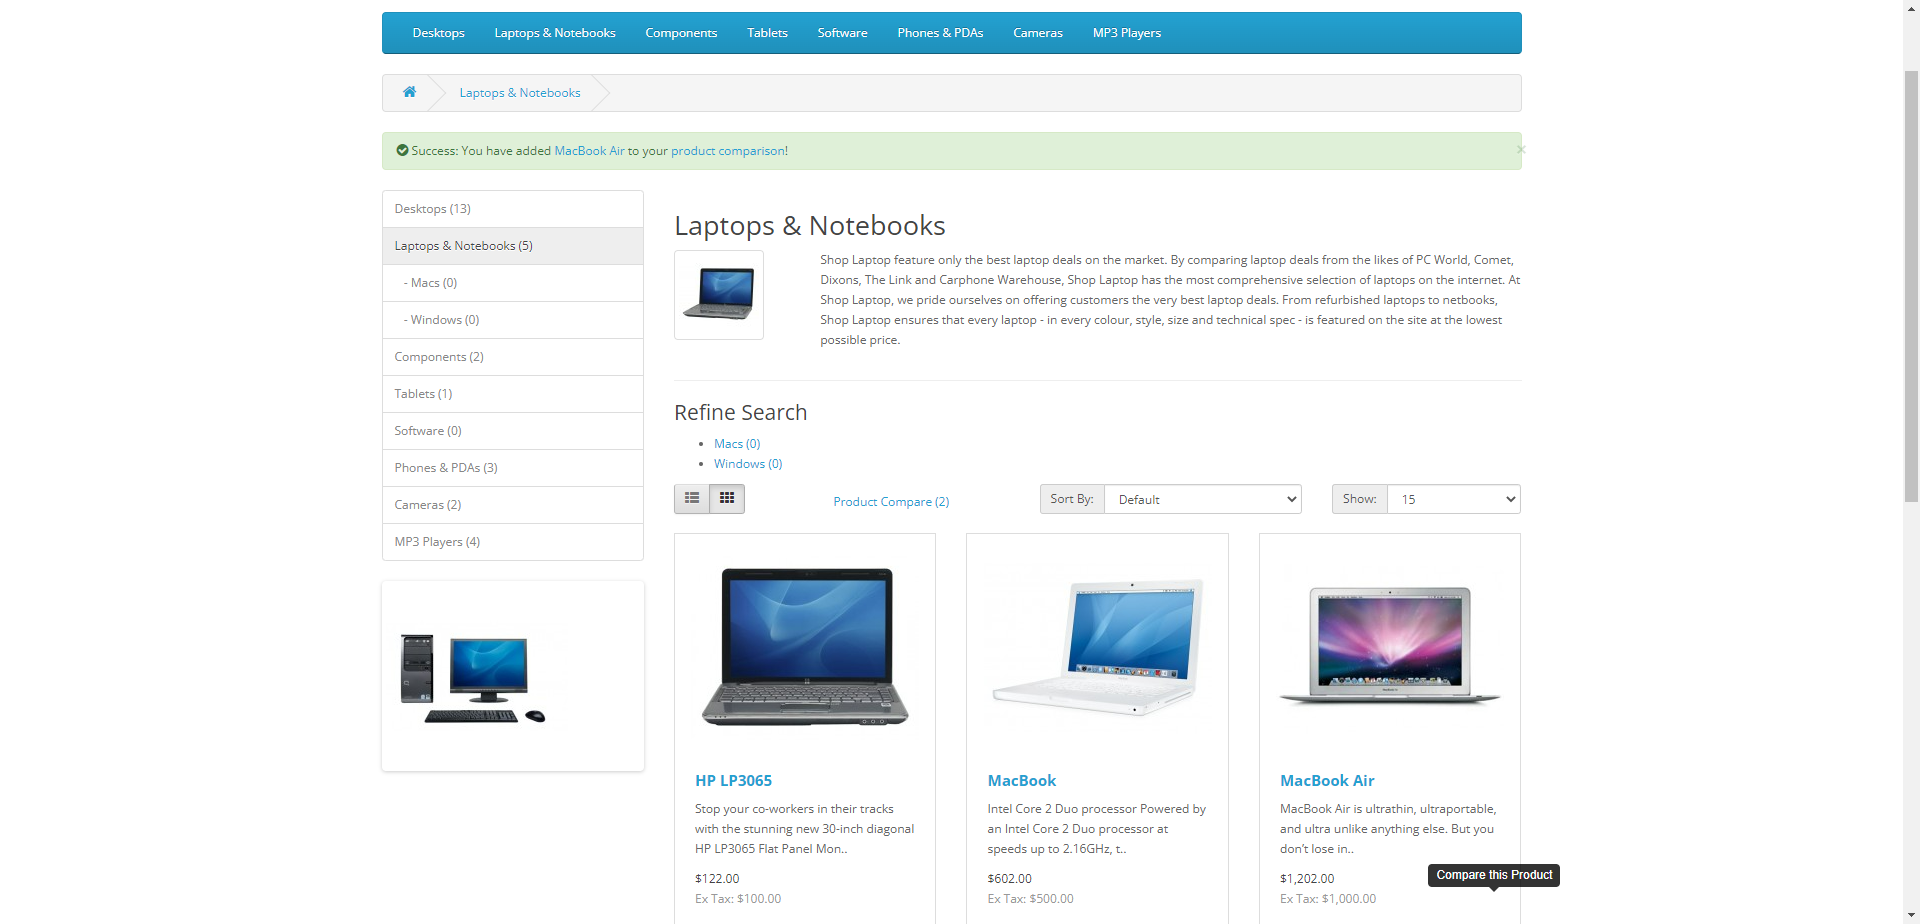 Desktops
Laptops & Notebooks
Components
Tablets
Software
Phones & PDAs
Cameras
MP3 Players
Laptops & Notebooks
Success: You have added MacBook Air to your product comparison!
×
Desktops (13)
Laptops & Notebooks (5)
- Macs (0)
- Windows (0)
Components (2)
Tablets (1)
Software (0)
Phones & PDAs (3)
Cameras (2)
MP3 Players (4)
Laptops & Notebooks
Shop Laptop feature only the best laptop deals on the market. By comparing laptop deals from the likes of PC World, Comet,
Dixons, The Link and Carphone Warehouse, Shop Laptop has the most comprehensive selection of laptops on the internet. At
Shop Laptop, we pride ourselves on offering customers the very best laptop deals. From refurbished laptops to netbooks,
Shop Laptop ensures that every laptop - in every colour, style, size and technical spec - is featured on the site at the lowest
possible price.
Refine Search
Macs (0)
Windows (0)
Product Compare (2)
Sort By:
Default
Show:
15
HP LP3065
Stop your co-workers in their tracks
with the stunning new 30-inch diagonal
HP LP3065 Flat Panel Mon..
$122.00
Ex Tax: $100.00
MacBook
Intel Core 2 Duo processor Powered by
an Intel Core 2 Duo processor at
speeds up to 2.16GHz, t..
$602.00
Ex Tax: $500.00
MacBook Air
MacBook Air is ultrathin, ultraportable,
and ultra unlike anything else. But you
don't lose in..
$1,202.00
Ex Tax: $1,000.00
Compare this Product